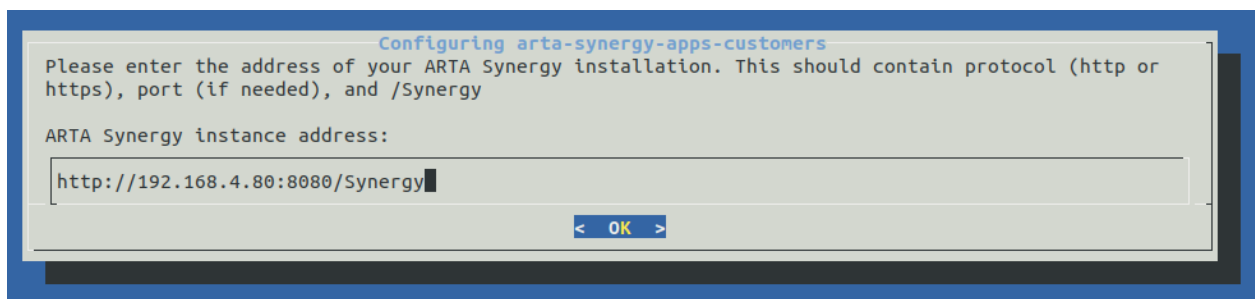 Configuring arta-synergy-apps-customers
Please enter the address of your ARTA Synergy installation. This should contain protocol (http or
https), port (if needed), and /Synergy
ARTA Synergy instance address:
http://192.168.4.80:8080/Synergy
< OK >